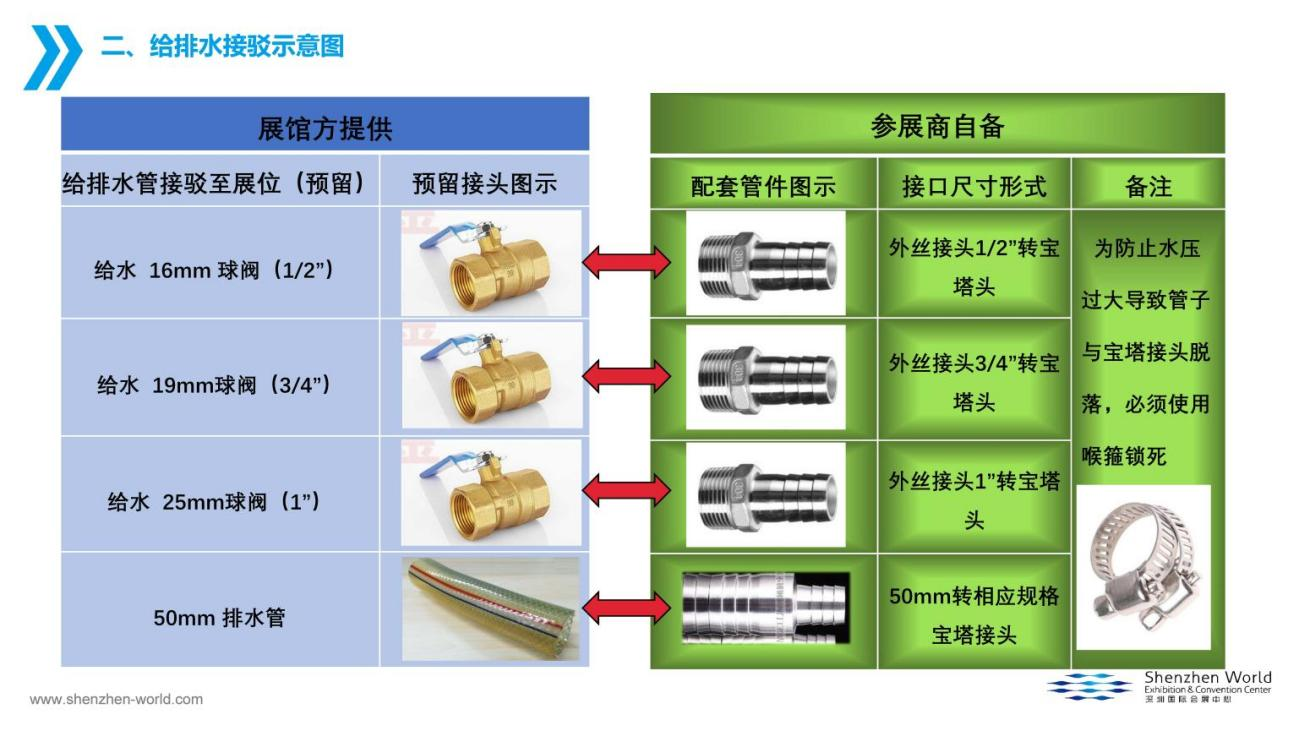 二、给排水接驳示意图
展馆方提供
给排水管接驳至展位（预留）
预留接头图示
给水 16mm 球阀（1/2”）
给水 19mm球阀（3/4”）
给水 25mm球阀（1”）
50mm 排水管
参展商自备
配套管件图示
接口尺寸形式
备注
外丝接头1/2”转宝
塔头
外丝接头3/4”转宝
塔头
外丝接头1”转宝塔
头
50mm转相应规格
宝塔接头
为防止水压
过大导致管子
与宝塔接头脱
落，必须使用
喉箍锁死
www.shenzhen-world.com
Shenzhen World
Exhibition & Convention Center
深圳国际会展中心